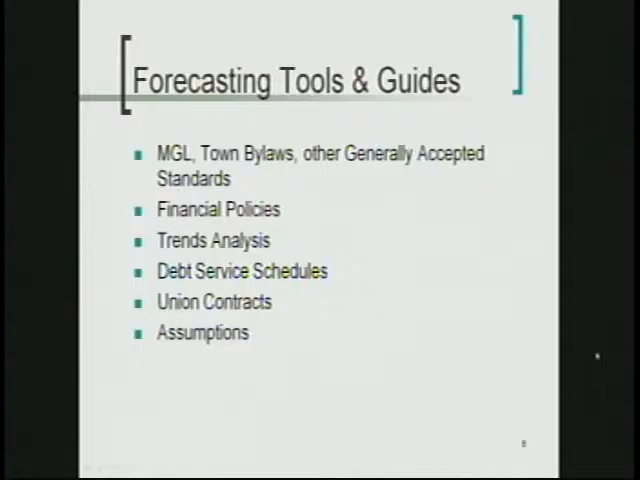 Forecasting Tools & Guides
MGL, Town Bylaws, other Generally Accepted
Standards
Financial Policies
Trends Analysis
Debt Service Schedules
Union Contracts
Assumptions